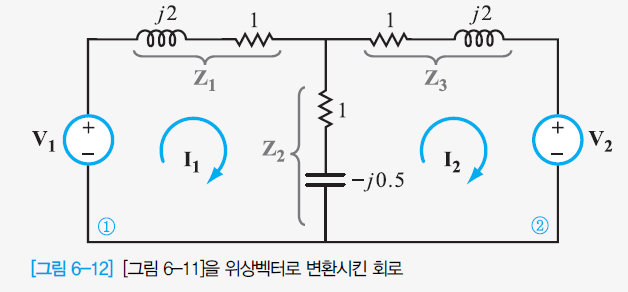 j2 1 1 j2
Z1 Z3
V1 + − Z2 1 + − V2
I1 I2
−j0.5
① ②
[그림 6-12] [그림 6-11]을 위상벡터로 변환시킨 회로